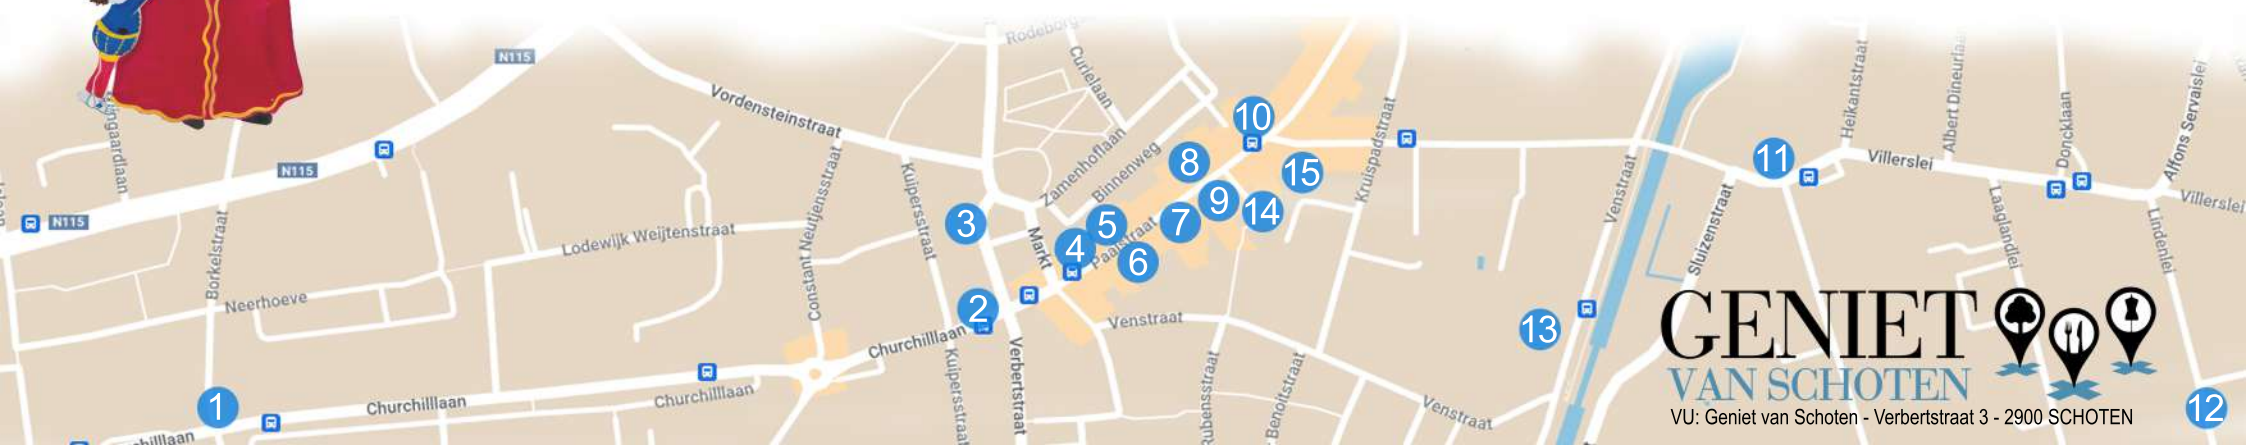 Rodeborg
N115
Curielaan
Vordensteinstraat
Heikantstraat
Albert Dineurlaan
Doncklaan
Alfons Servaislei
Kruispadstraat
10
N115
Zamenhoflaan
Binnenweg
8
15
11
Villerslei
Constant Neutjensstraat
Kuipersstraat
Venstraat
Villerslei
N115
Borkelstraat
Lodewijk Weijtenstraat
3
Markt
5
Paalstraat
7
9
14
4
6
Sluizenstraat
Laaglandlei
Lindenlei
Neerhoeve
2
Churchilllaan
Venstraat
13
GENIET
VAN SCHOTEN
VU: Geniet van Schoten - Verbertstraat 3 - 2900 SCHOTEN
Kuipersstraat
Verbertstraat
Rubensstraat
Benoitstraat
Venstraat
1
Churchilllaan
Churchilllaan
12